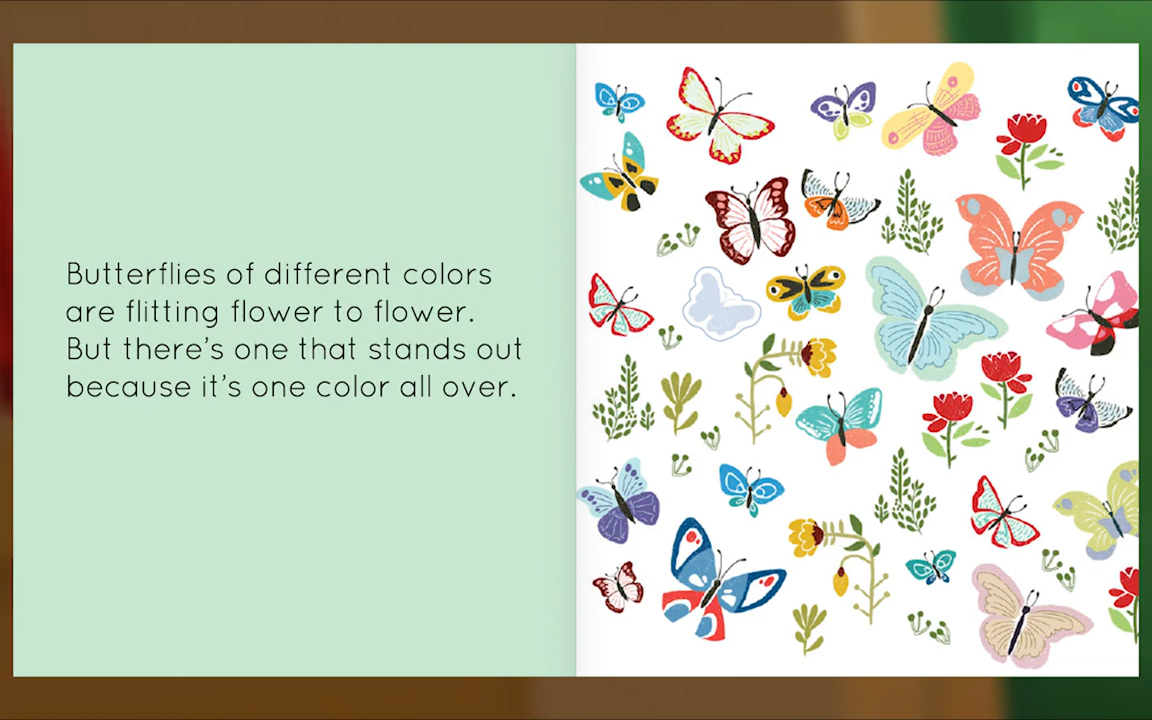 Butterflies of different colors
are flitting flower to flower.
But there's one that stands out
because it's one color all over.